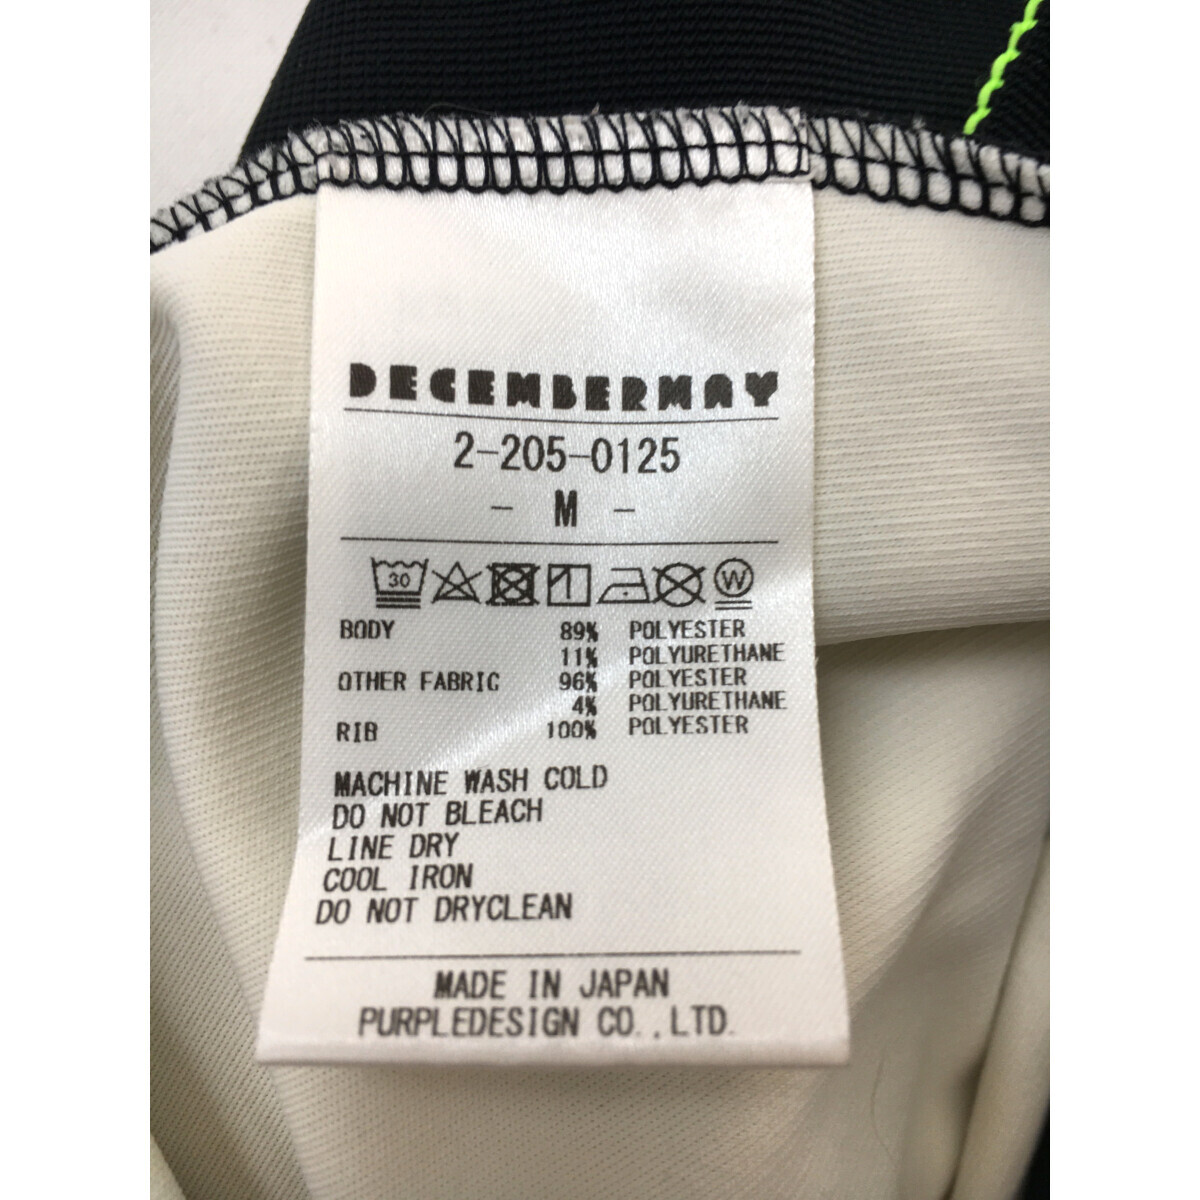 DECEMBERMAY
2-205-0125
- M -
30 W
BODY 89% POLYESTER
11% POLYURETHANE
OTHER FABRIC 96% POLYESTER
4% POLYURETHANE
RIB 100% POLYESTER
MACHINE WASH COLD
DO NOT BLEACH
LINE DRY
COOL IRON
DO NOT DRYCLEAN
MADE IN JAPAN
PURPLEDESIGN CO.,LTD.